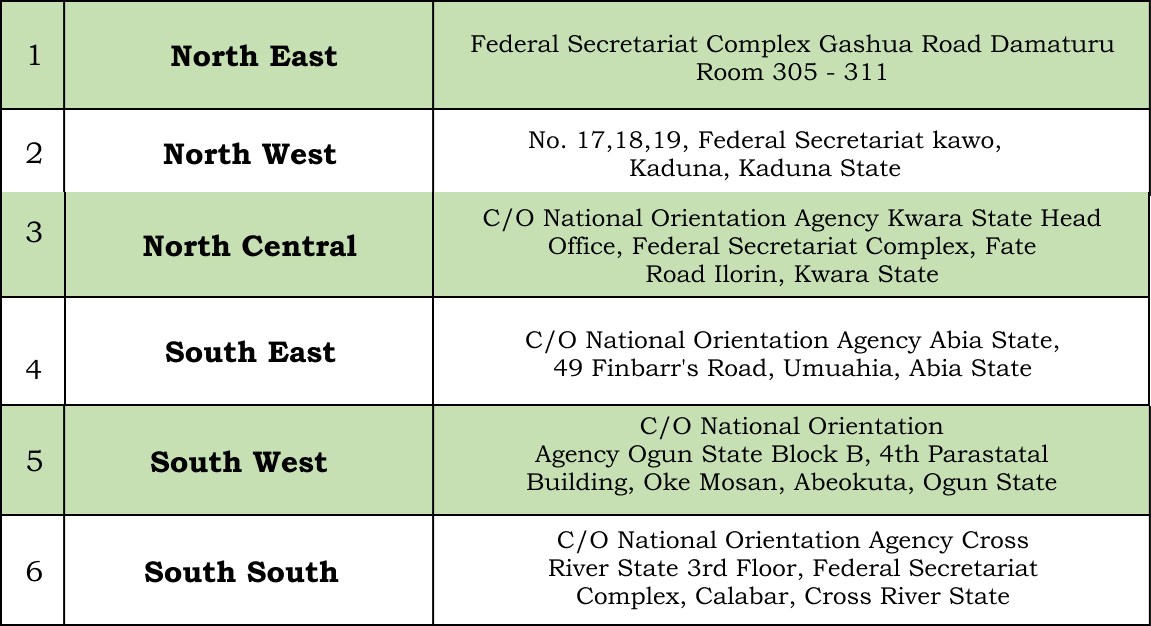 1
North East
Federal Secretariat Complex Gashua Road Damaturu
Room 305 - 311
2
North West
No. 17,18,19, Federal Secretariat kawo,
Kaduna, Kaduna State
3
North Central
C/O National Orientation Agency Kwara State Head
Office, Federal Secretariat Complex, Fate
Road Ilorin, Kwara State
4
South East
C/O National Orientation Agency Abia State,
49 Finbarr's Road, Umuahia, Abia State
5
South West
C/O National Orientation
Agency Ogun State Block B, 4th Parastatal
Building, Oke Mosan, Abeokuta, Ogun State
6
South South
C/O National Orientation Agency Cross
River State 3rd Floor, Federal Secretariat
Complex, Calabar, Cross River State